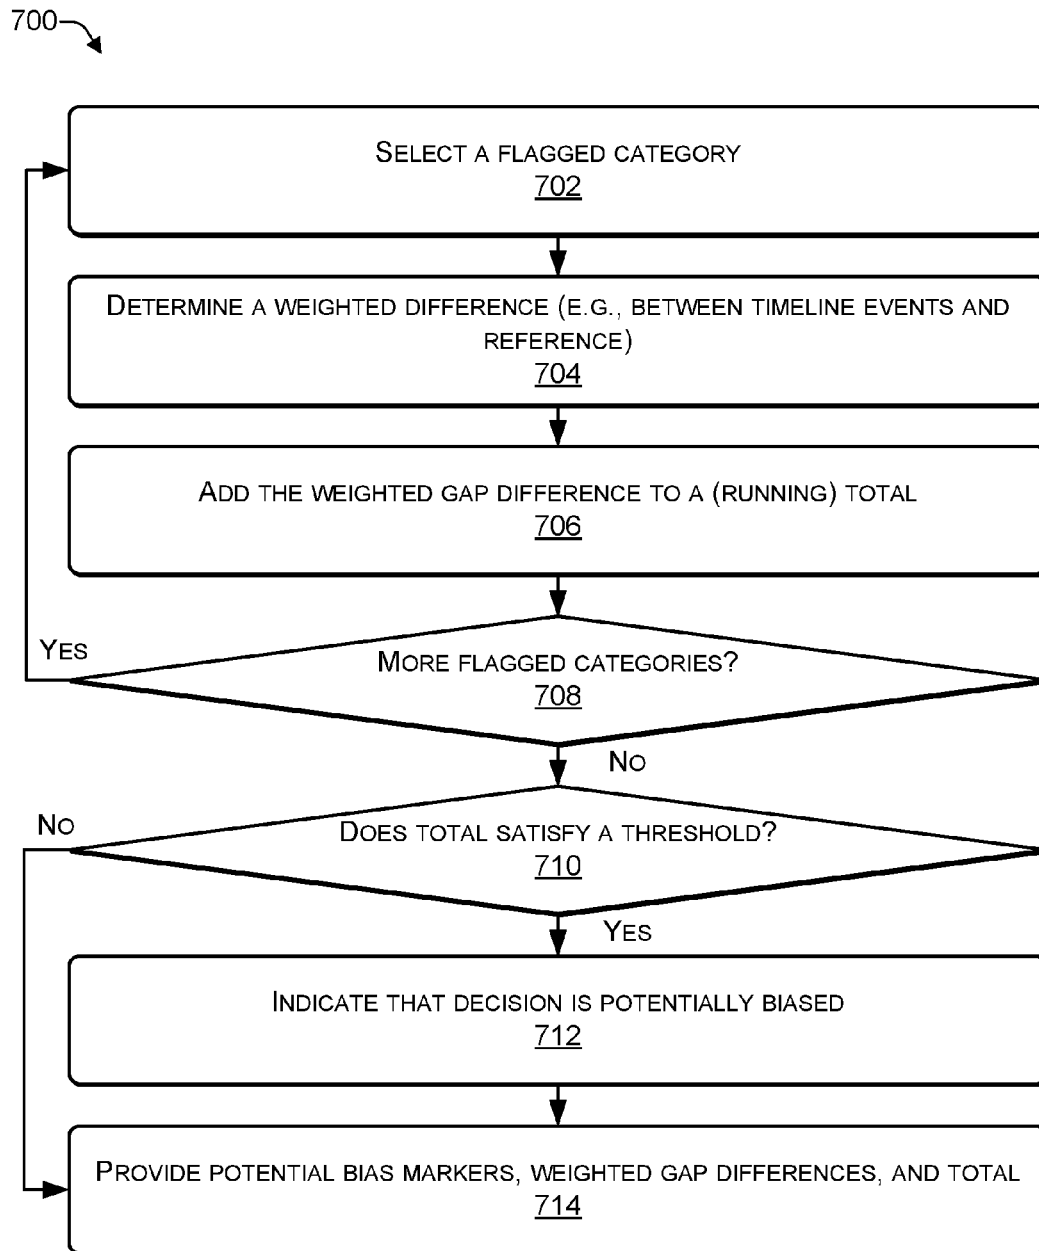 700
SELECT A FLAGGED CATEGORY
702
DETERMINE A WEIGHTED DIFFERENCE (E.G., BETWEEN TIMELINE EVENTS AND
REFERENCE)
704
ADD THE WEIGHTED GAP DIFFERENCE TO A (RUNNING) TOTAL
706
YES
MORE FLAGGED CATEGORIES?
708
NO
NO
DOES TOTAL SATISFY A THRESHOLD?
710
YES
INDICATE THAT DECISION IS POTENTIALLY BIASED
712
PROVIDE POTENTIAL BIAS MARKERS, WEIGHTED GAP DIFFERENCES, AND TOTAL
714